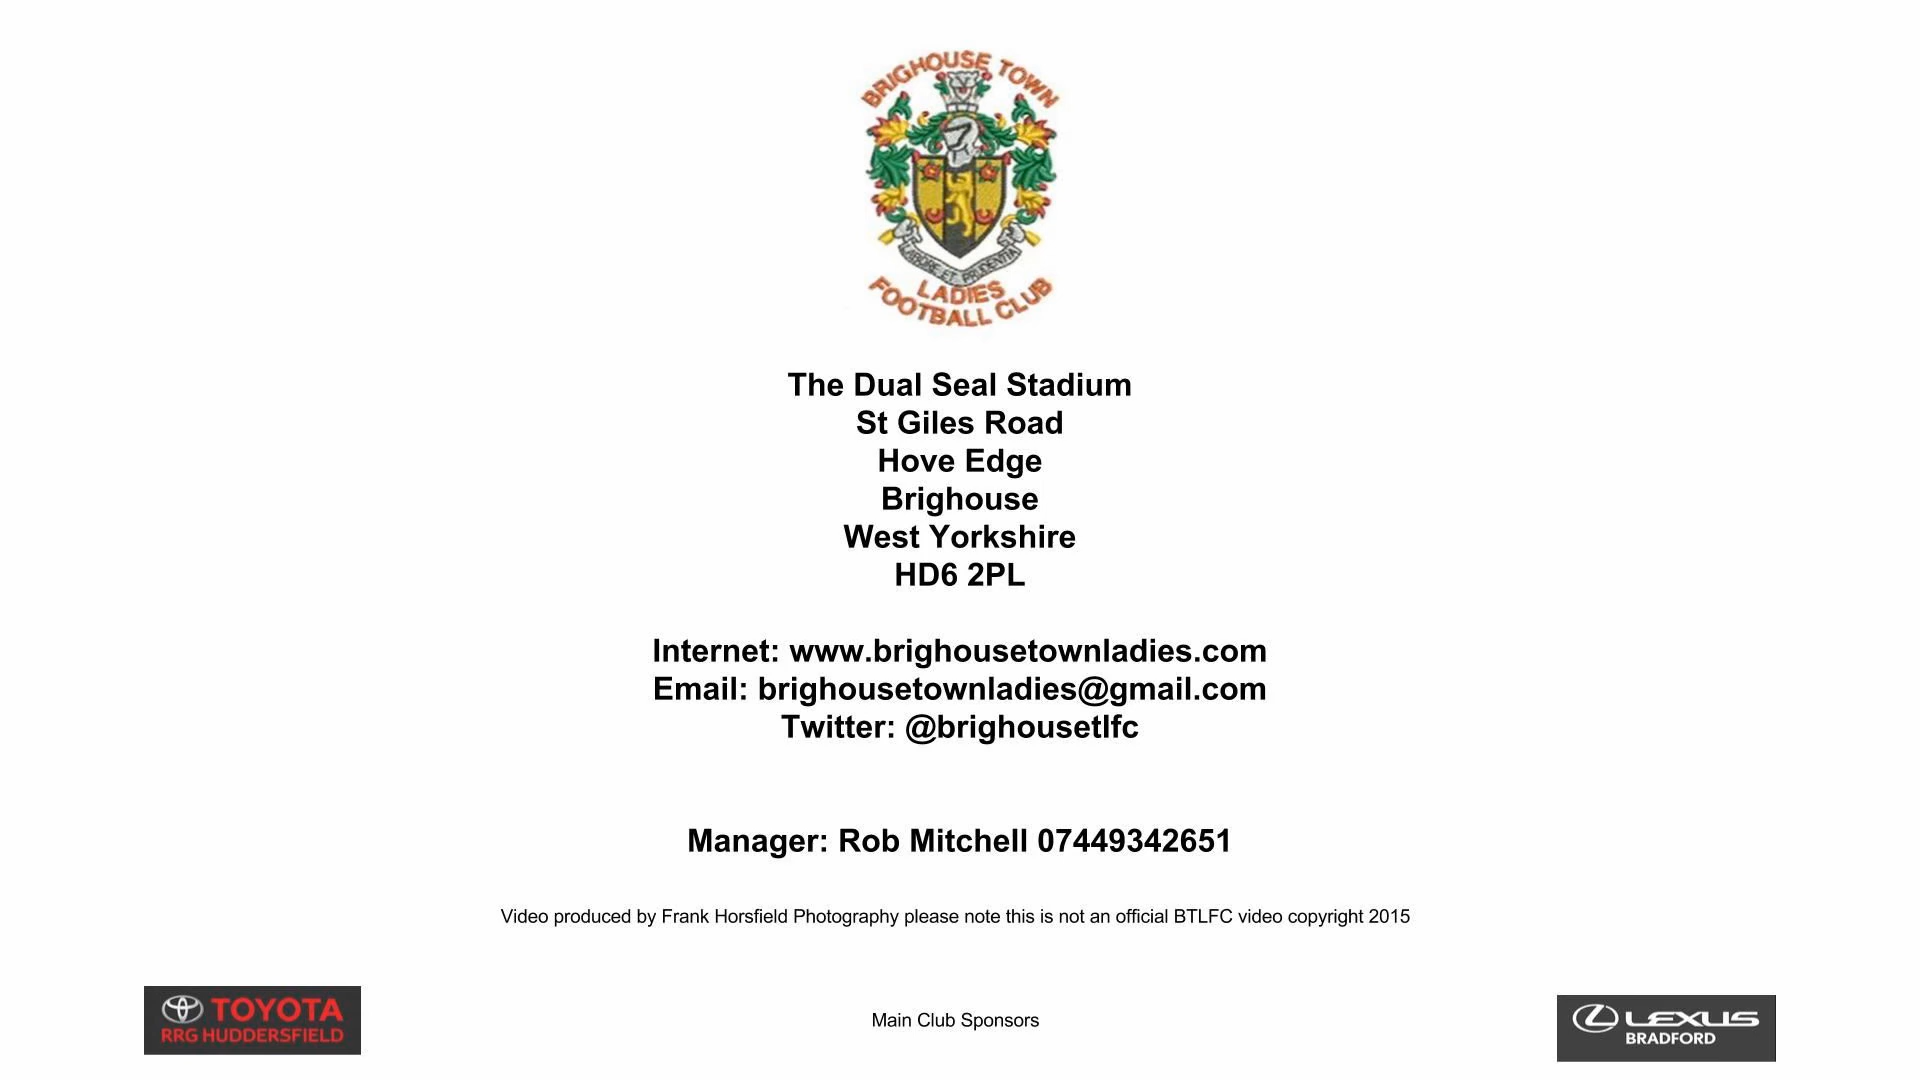 BRIGHOUSE TOWN
LABORE ET PRUDENTIA
LADIES
FOOTBALL CLUB
The Dual Seal Stadium
St Giles Road
Hove Edge
Brighouse
West Yorkshire
HD6 2PL
Internet: www.brighousetownladies.com
Email: brighousetownladies@gmail.com
Twitter: @brighousetlfc
Manager: Rob Mitchell 07449342651
Video produced by Frank Horsfield Photography please note this is not an official BTLFC video copyright 2015
TOYOTA
RRG HUDDERSFIELD
Main Club Sponsors
LEXUS
BRADFORD